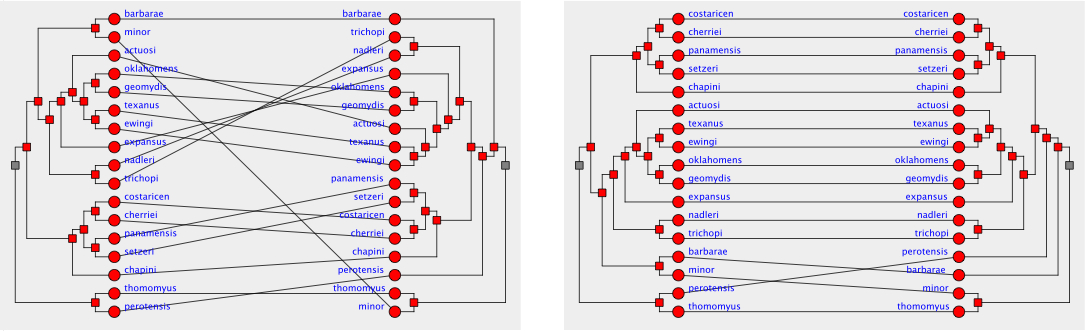 barbarae barbarae
minor trichopi
actuosi nadleri
oklahomens expansus
geomydis oklahomens
texanus geomydis
ewingi actuosi
expansus texanus
nadleri ewingi
trichopi panamensis
costaricen setzeri
cherriei costaricen
panamensis cherriei
setzeri chapini
chapini perotensis
thomomyus thomomyus
perotensis minor
costaricen costaricen
cherriei cherriei
panamensis panamensis
setzeri setzeri
chapini chapini
actuosi actuosi
texanus texanus
ewingi ewingi
oklahomens oklahomens
geomydis geomydis
expansus expansus
nadleri nadleri
trichopi trichopi
barbarae perotensis
minor barbarae
perotensis minor
thomomyus thomomyus